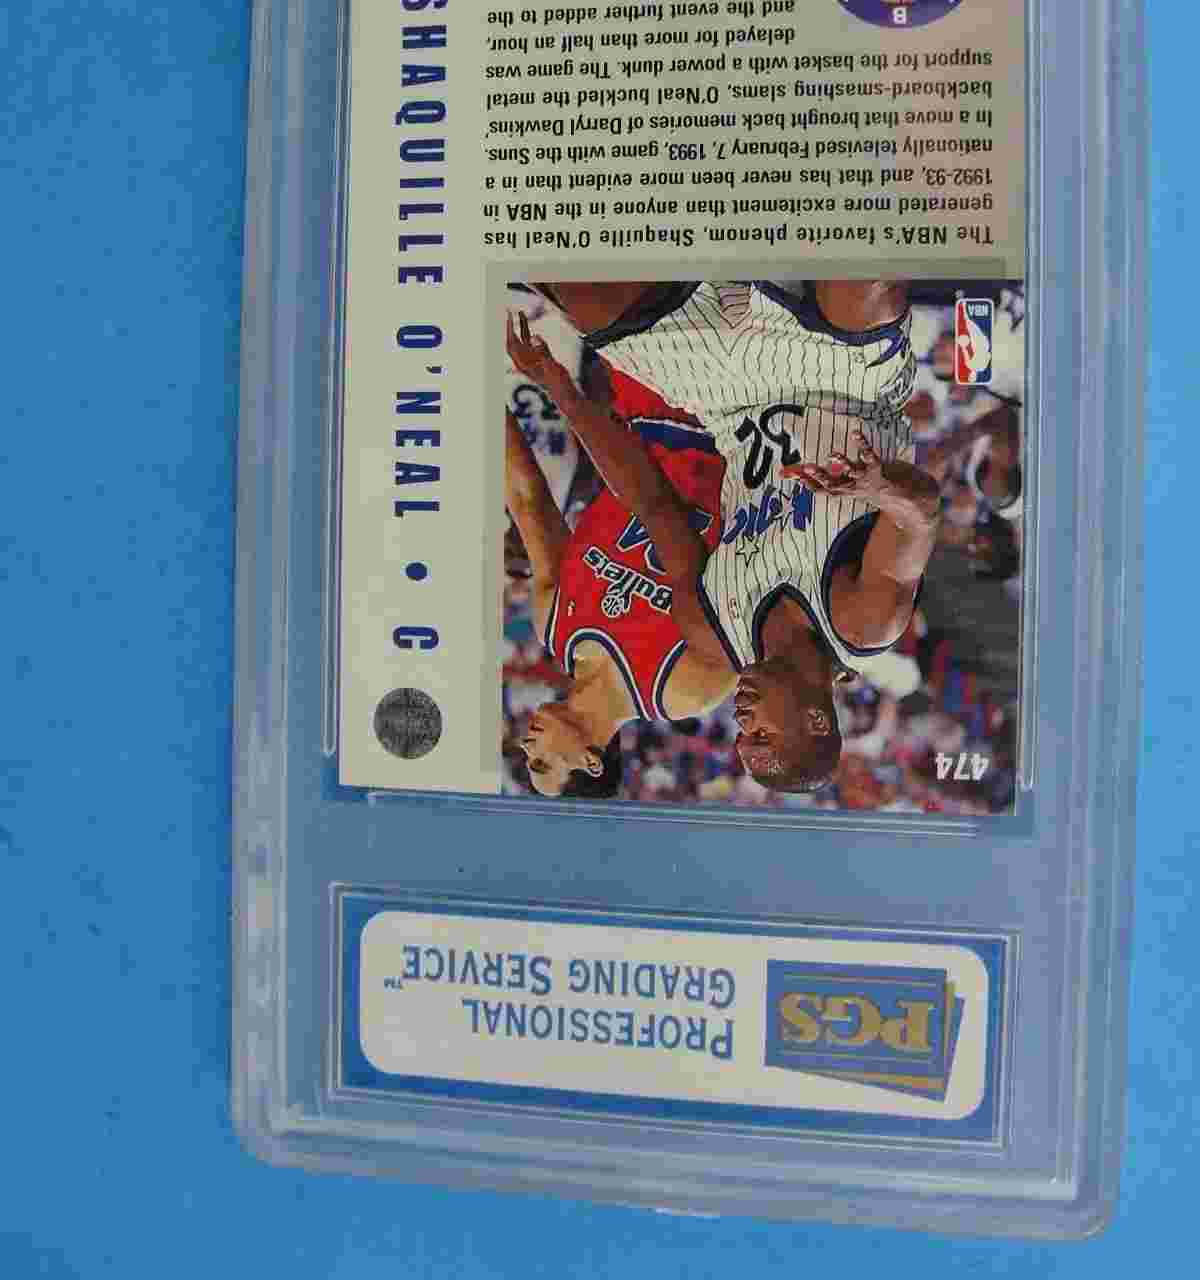 PGS
PROFESSIONAL
GRADING SERVICE™
474
SHAQUILLE O'NEAL • C
Bullets
Magic
32
NBA
The NBA's favorite phenom, Shaquille O'Neal has
generated more excitement than anyone in the NBA in
1992-93, and that has never been more evident than in a
nationally televised February 7, 1993, game with the Suns.
In a move that brought back memories of Darryl Dawkins'
backboard-smashing slams, O'Neal buckled the metal
support for the basket with a power dunk. The game was
delayed for more than half an hour,
and the event further added to the
B